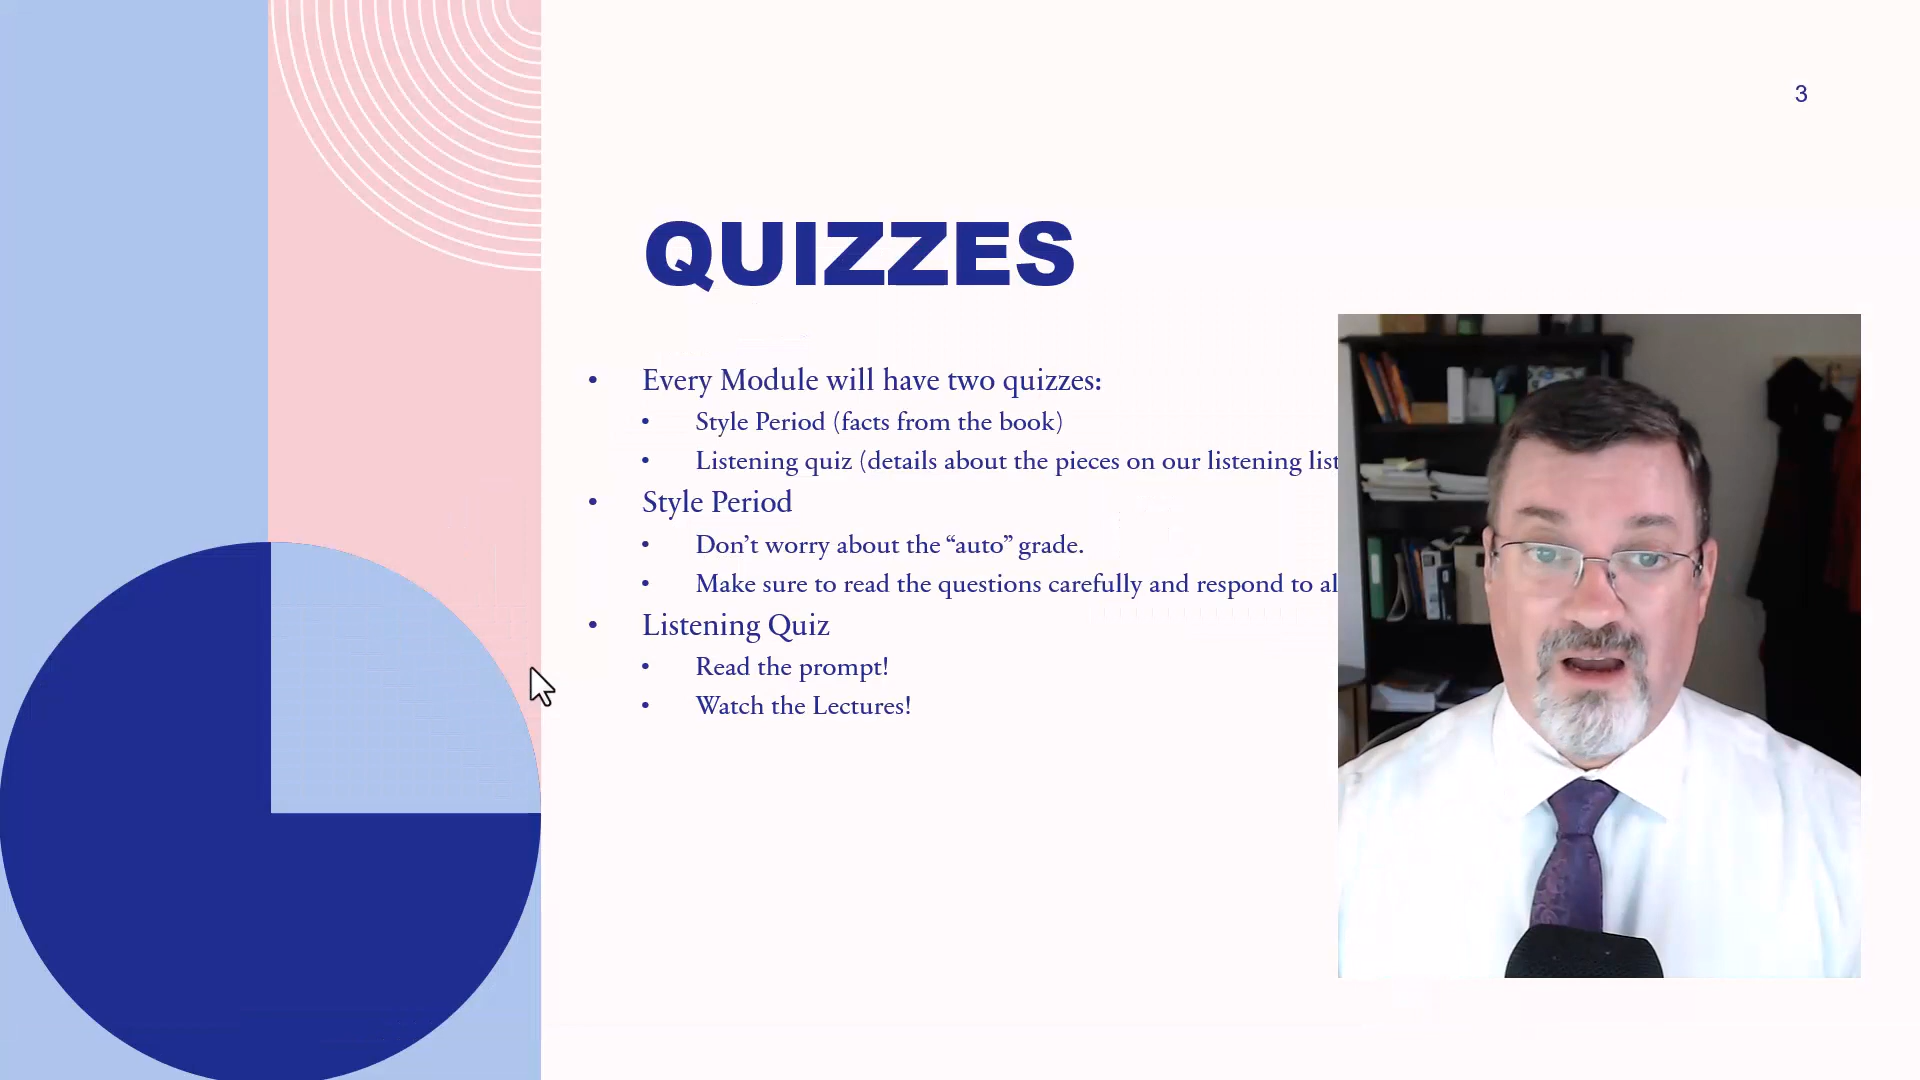 3
QUIZZES
• Every Module will have two quizzes:
• Style Period (facts from the book)
• Listening quiz (details about the pieces on our listening list
• Style Period
• Don’t worry about the “auto” grade.
• Make sure to read the questions carefully and respond to al
• Listening Quiz
• Read the prompt!
• Watch the Lectures!